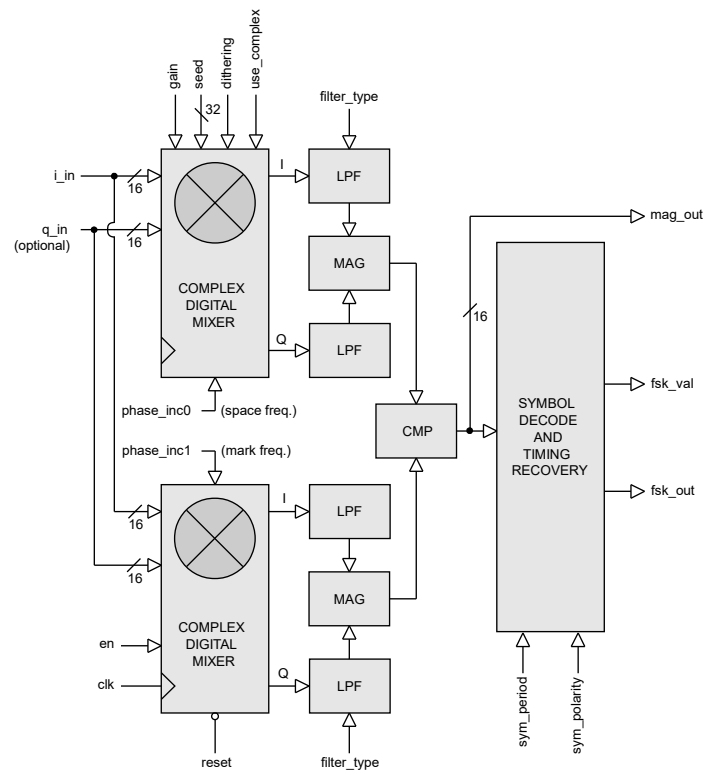 gain
seed
dithering
use_complex
32
filter_type
i_in
16
I
LPF
q_in
(optional)
16
mag_out
MAG
COMPLEX
DIGITAL
MIXER
16
Q
LPF
fsk_val
phase_inc0
(space freq.)
CMP
SYMBOL
DECODE
AND
TIMING
RECOVERY
phase_inc1
(mark freq.)
fsk_out
I
LPF
16
16
MAG
COMPLEX
DIGITAL
MIXER
en
clk
Q
LPF
sym_period
sym_polarity
reset
filter_type